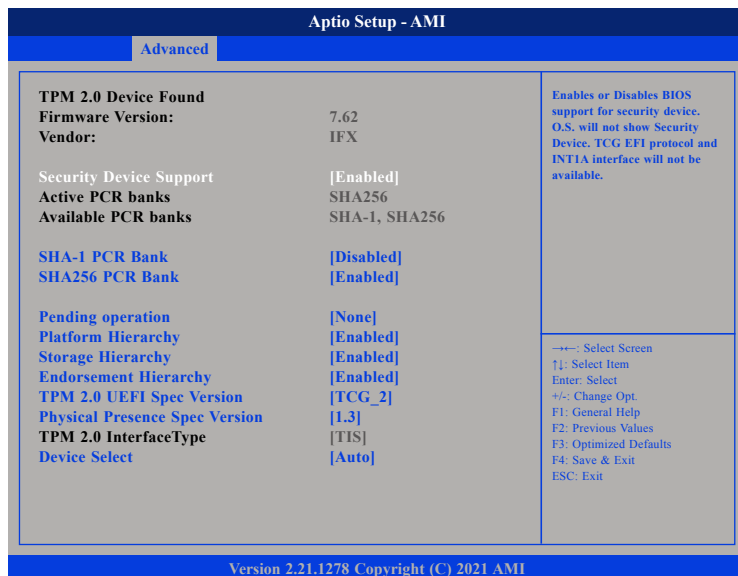 Aptio Setup - AMI
Advanced
TPM 2.0 Device Found
Firmware Version: 7.62
Vendor: IFX
Security Device Support [Enabled]
Active PCR banks SHA256
Available PCR banks SHA-1, SHA256
SHA-1 PCR Bank [Disabled]
SHA256 PCR Bank [Enabled]
Pending operation [None]
Platform Hierarchy [Enabled]
Storage Hierarchy [Enabled]
Endorsement Hierarchy [Enabled]
TPM 2.0 UEFI Spec Version [TCG_2]
Physical Presence Spec Version [1.3]
TPM 2.0 InterfaceType [TIS]
Device Select [Auto]
Enables or Disables BIOS
support for security device.
O.S. will not show Security
Device. TCG EFI protocol and
INT1A interface will not be
available.
→←: Select Screen
↑↓: Select Item
Enter: Select
+/-: Change Opt.
F1: General Help
F2: Previous Values
F3: Optimized Defaults
F4: Save & Exit
ESC: Exit
Version 2.21.1278 Copyright (C) 2021 AMI